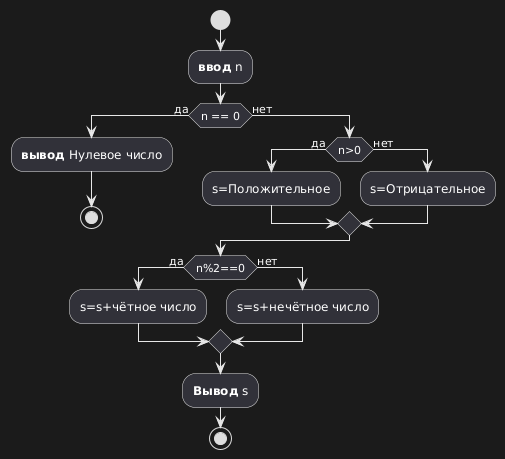 ввод n
да
n == 0
нет
вывод Нулевое число
да
n>0
нет
s=Положительное
s=Отрицательное
да
n%2==0
нет
s=s+чётное число
s=s+нечётное число
Вывод s